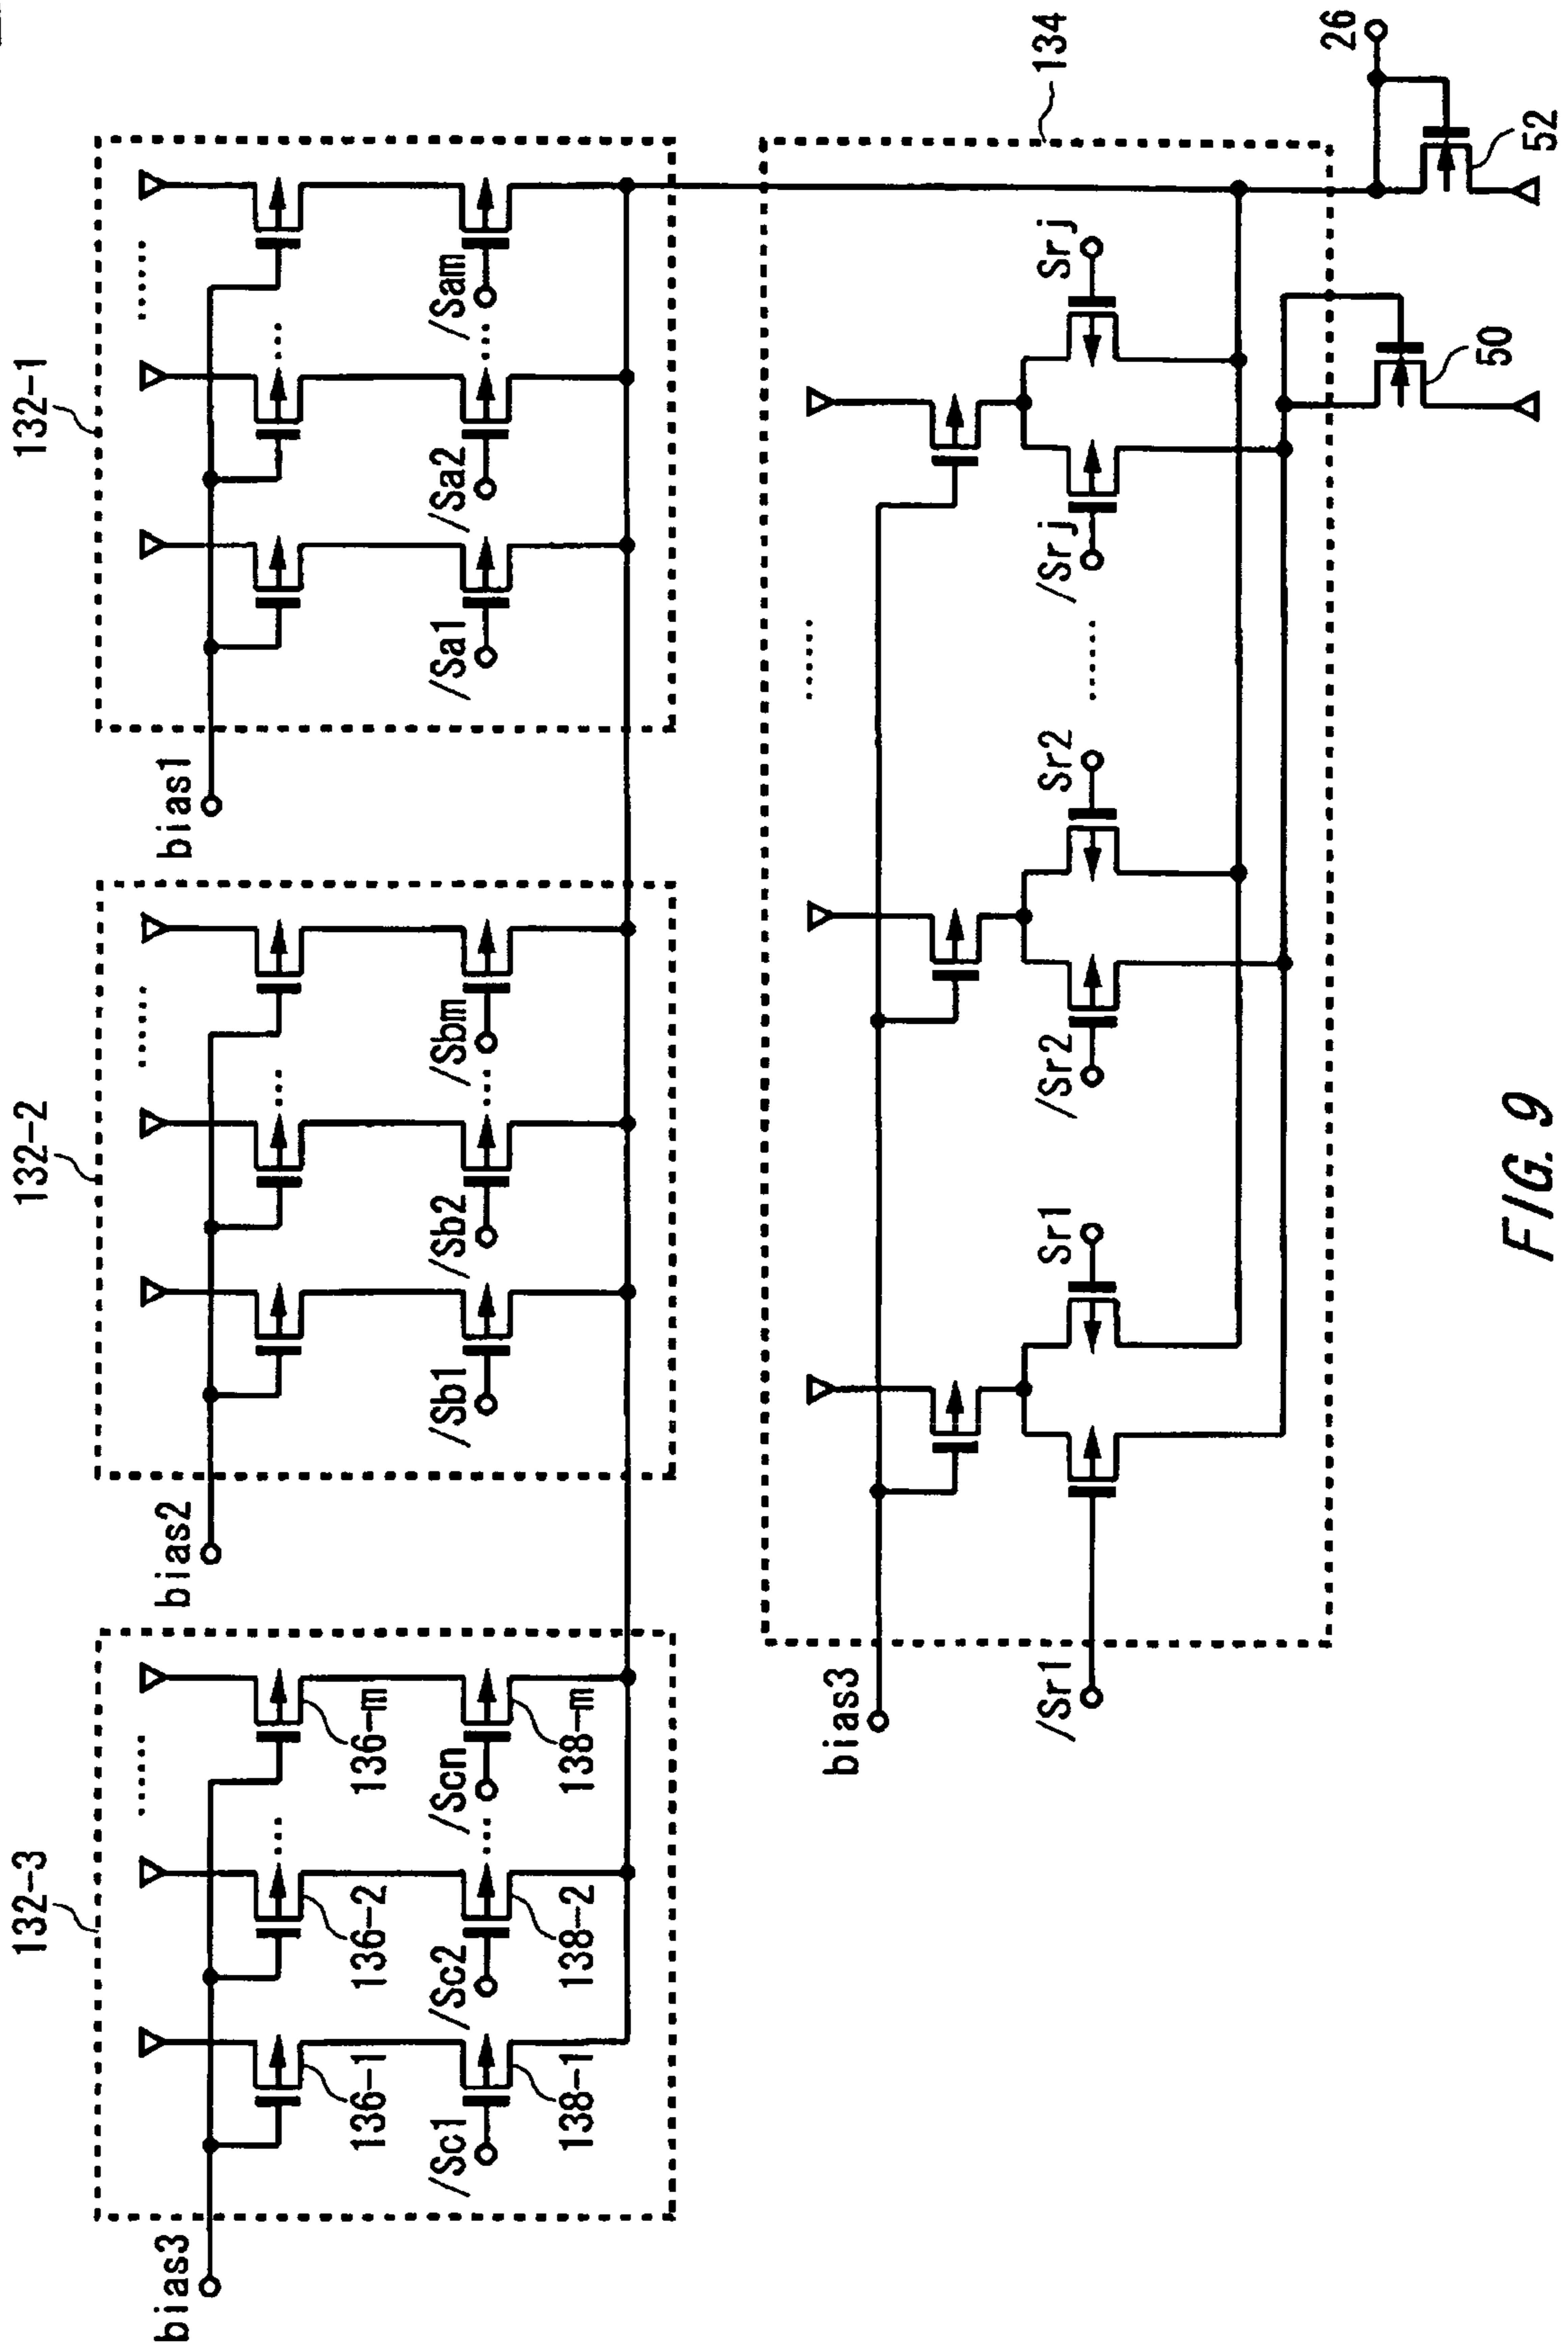 132-3
132-2
132-1
bias3
bias2
bias1
136-1
136-2
136-m
/Sc1
/Sc2
/Scn
138-1
138-2
138-m
/Sb1
/Sb2
/Sbm
/Sa1
/Sa2
/Sam
bias3
134
/Sr1
Sr1
/Sr2
Sr2
/Srj
Srj
26
50
52
FIG. 9